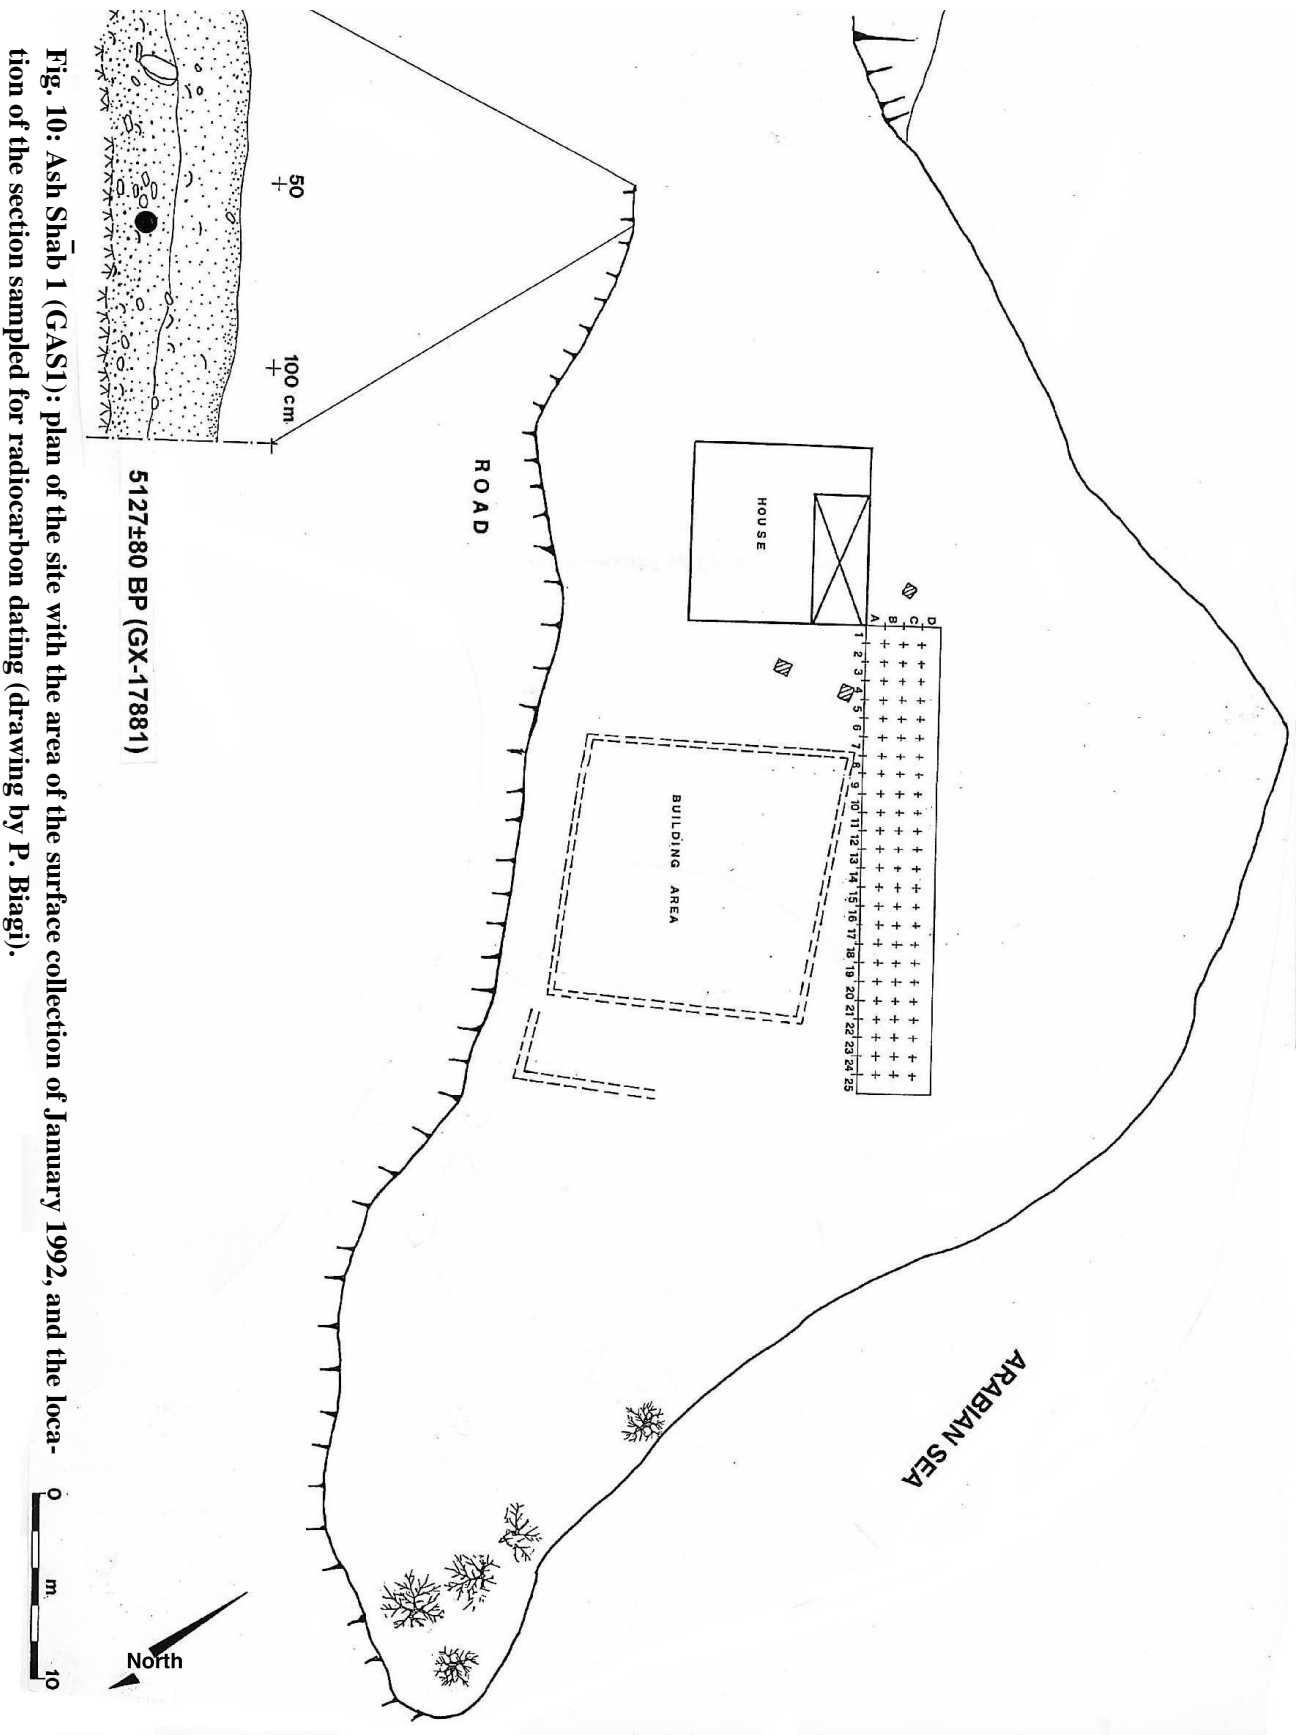 ARABIAN SEA
D
C
B
A
1 2 3 4 5 6 7 8 9 10 11 12 13 14 15 16 17 18 19 20 21 22 23 24 25
HOUSE
BUILDING AREA
ROAD
50
100 cm
5127±80 BP (GX-17881)
North
0 m 10
Fig. 10: Ash Shāb 1 (GAS1): plan of the site with the area of the surface collection of January 1992, and the loca-
tion of the section sampled for radiocarbon dating (drawing by P. Biagi).